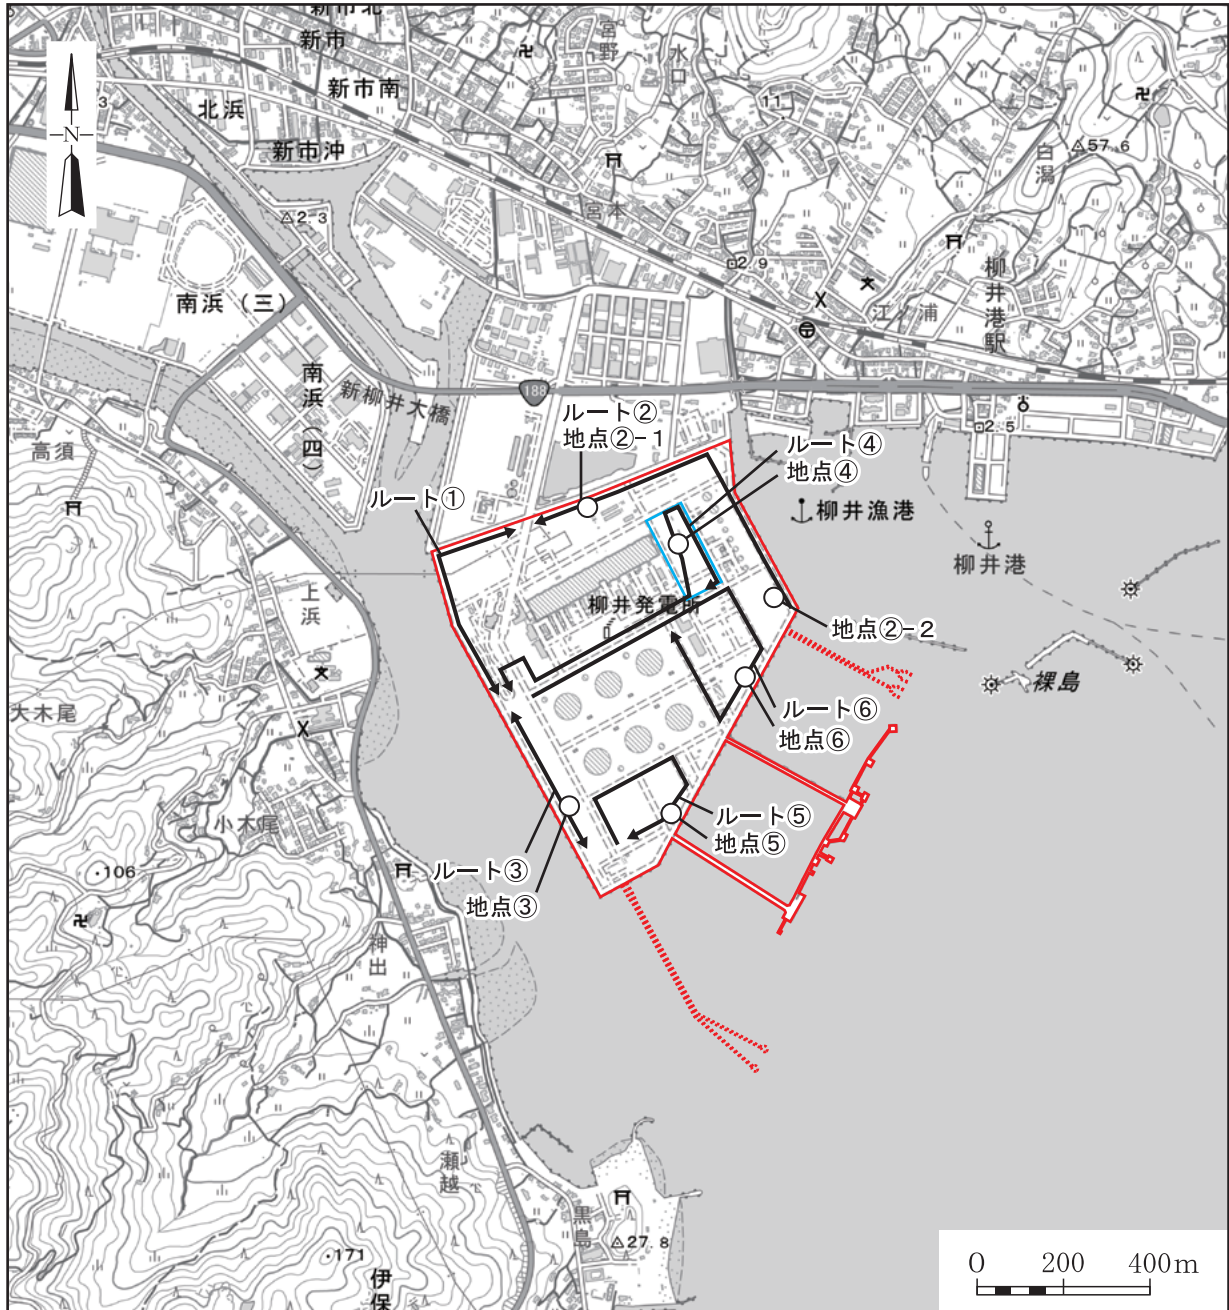 新市北
新市
宮野
水口
新市南
3
北浜
11
新市沖
57.6
白潟
宮本
2.3
2.9
柳井港駅
南浜(三)
江ノ浦
188
新柳井大橋
南浜(四)
ルート②
地点②-1
2.5
高須
ルート④
地点④
ルート①
柳井漁港
柳井港
上浜
柳井発電所
地点②-2
裸島
大木尾
ルート⑥
地点⑥
小木尾
ルート⑤
地点⑤
106
ルート③
地点③
神出
瀬越
黒島
27.8
171
伊保
N
0 200 400m